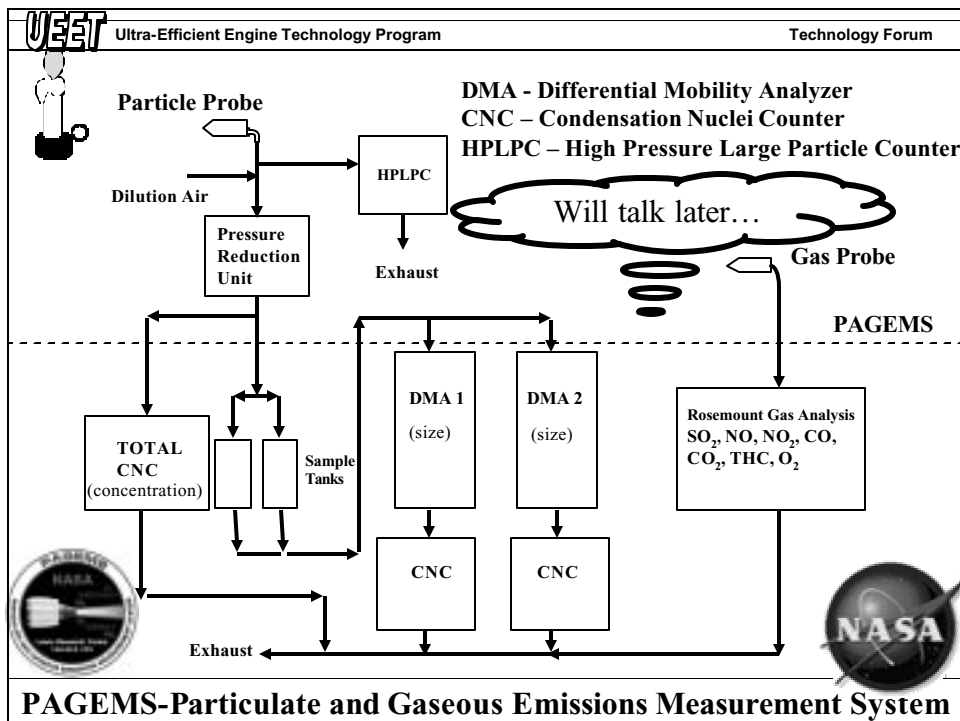 UEET
Ultra-Efficient Engine Technology Program
Technology Forum
DMA - Differential Mobility Analyzer
CNC – Condensation Nuclei Counter
HPLPC – High Pressure Large Particle Counter
Particle Probe
HPLPC
Dilution Air
Will talk later…
Pressure
Reduction
Unit
Exhaust
Gas Probe
PAGEMS
DMA 1
(size)
DMA 2
(size)
Rosemount Gas Analysis
SO₂, NO, NO₂, CO,
CO₂, THC, O₂
TOTAL
CNC
(concentration)
Sample
Tanks
CNC
CNC
PAGEMS
NASA
NASA
Exhaust
PAGEMS-Particulate and Gaseous Emissions Measurement System